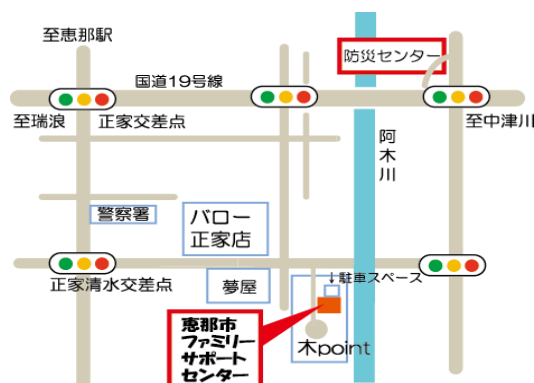 至恵那駅
防災センター
国道19号線
至瑞浪
正家交差点
至中津川
阿木川
警察署
バロー
正家店
↓駐車スペース
正家清水交差点
夢屋
恵那市
ファミリー
サポート
センター
木point